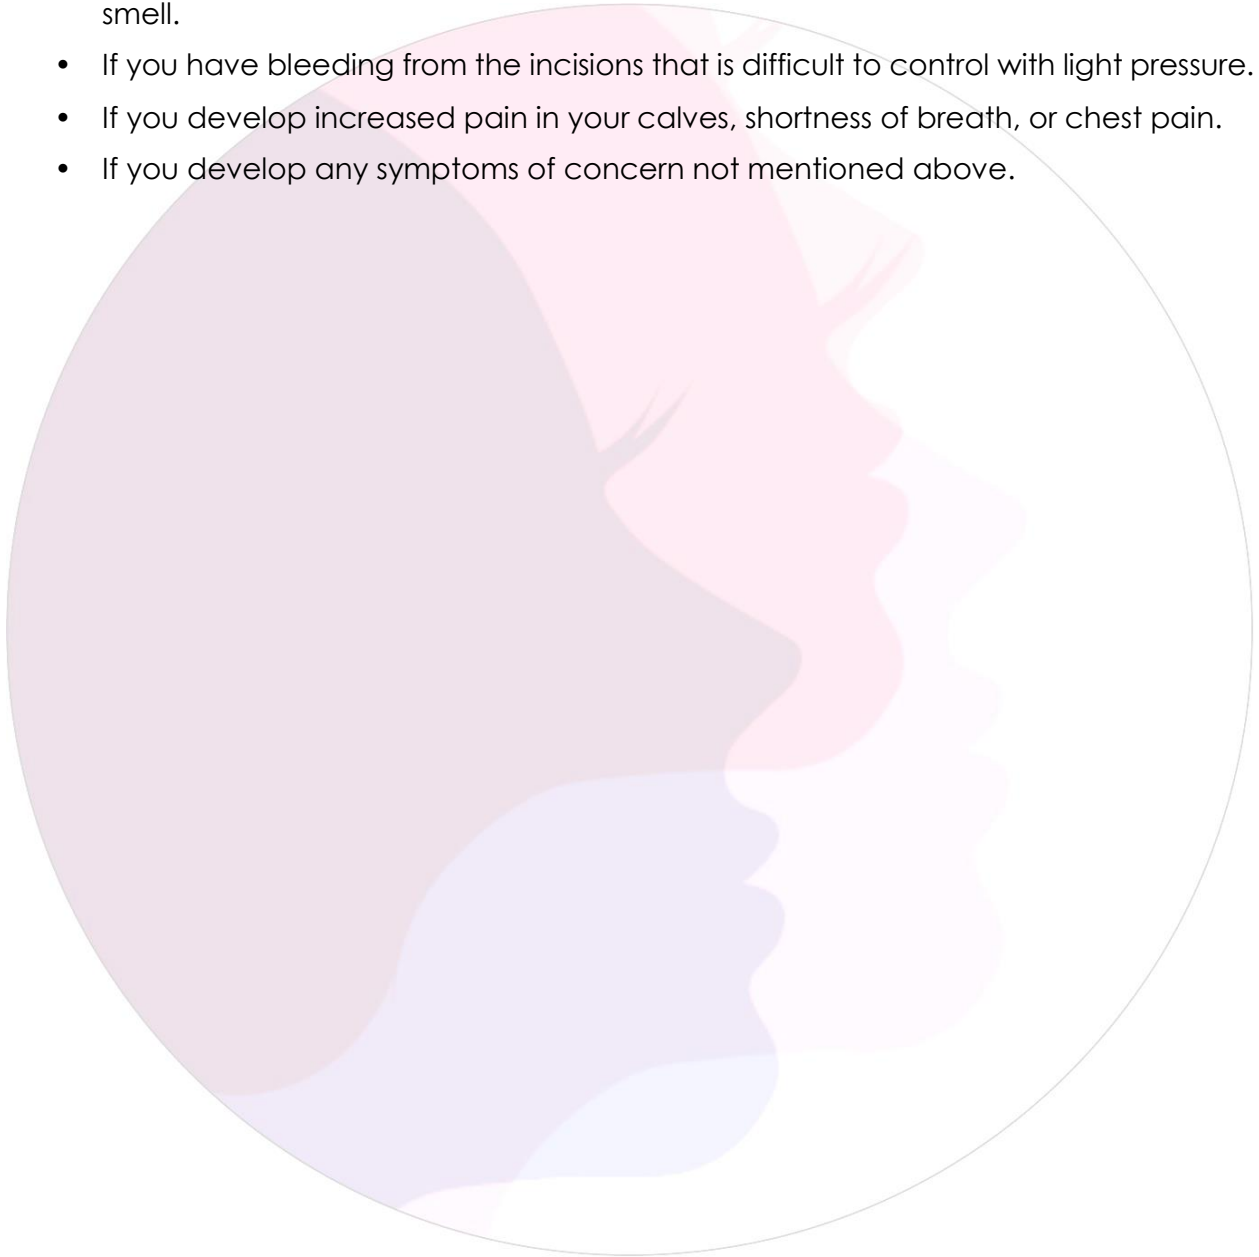 smell.
• If you have bleeding from the incisions that is difficult to control with light pressure.
• If you develop increased pain in your calves, shortness of breath, or chest pain.
• If you develop any symptoms of concern not mentioned above.